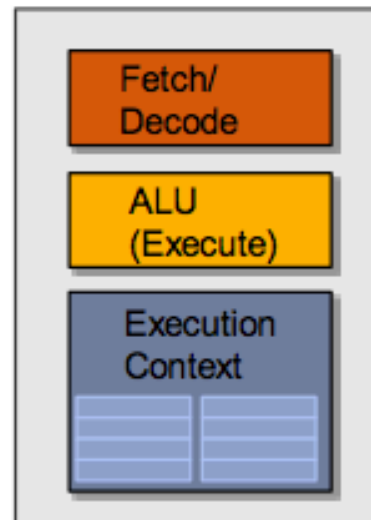 Fetch/
Decode
ALU
(Execute)
Execution
Context